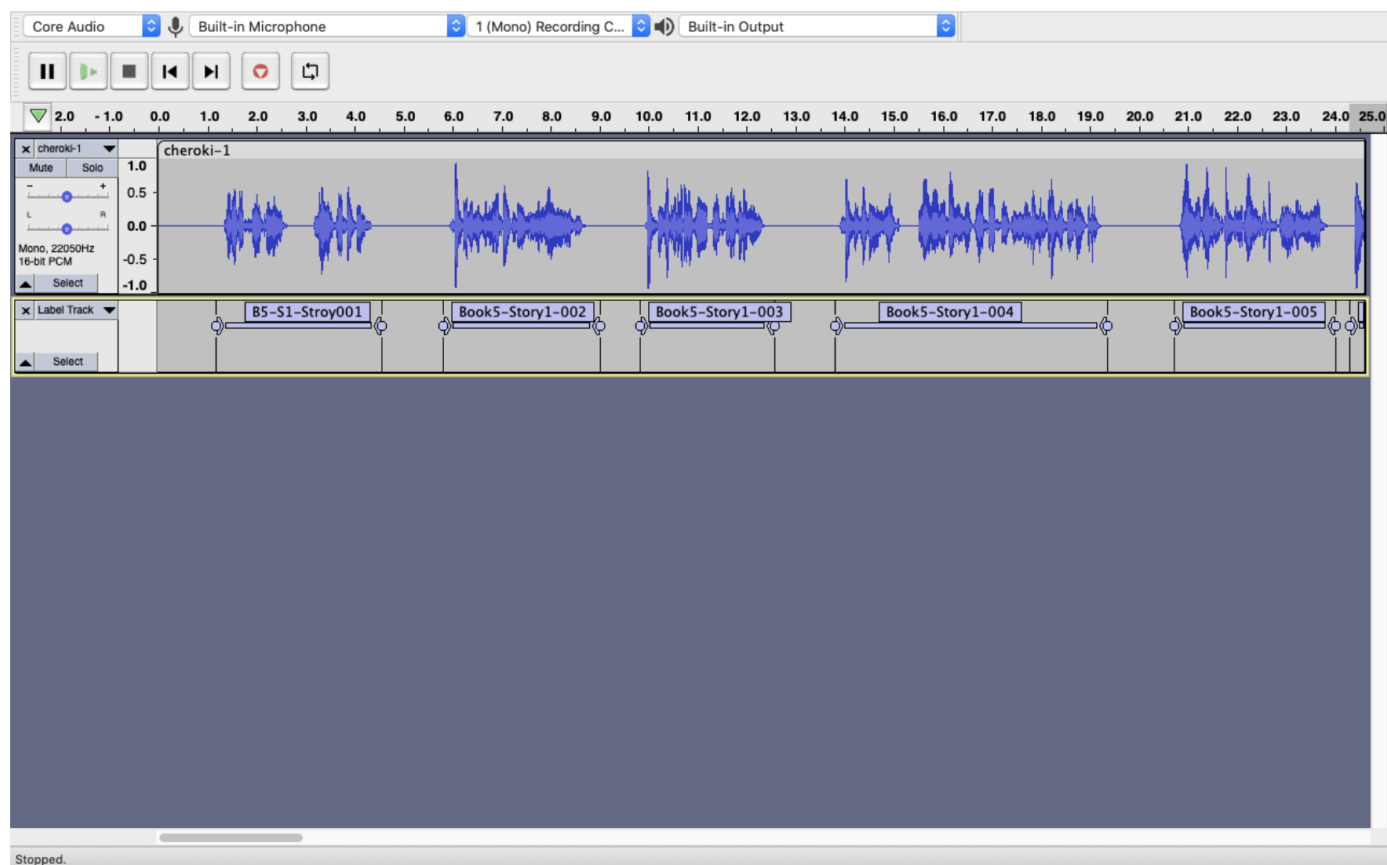 Core Audio Built-in Microphone 1 (Mono) Recording C... Built-in Output
2.0 - 1.0 0.0 1.0 2.0 3.0 4.0 5.0 6.0 7.0 8.0 9.0 10.0 11.0 12.0 13.0 14.0 15.0 16.0 17.0 18.0 19.0 20.0 21.0 22.0 23.0 24.0 25.0
x cheroki-1 cheroki-1
Mute Solo 1.0
- + 0.5
L R 0.0
Mono, 22050Hz
16-bit PCM -0.5
Select -1.0
x Label Track B5-S1-Stroy001 Book5-Story1-002 Book5-Story1-003 Book5-Story1-004 Book5-Story1-005
Select
Stopped.